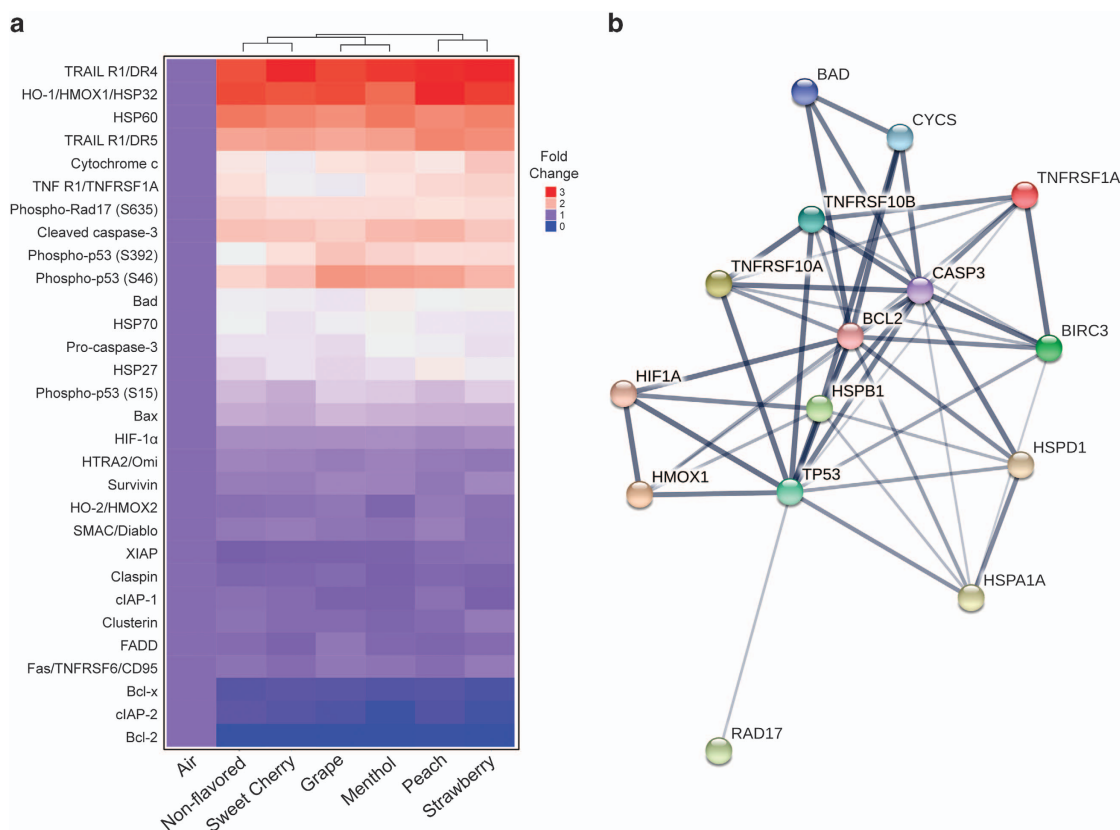 a
TRAIL R1/DR4
HO-1/HMOX1/HSP32
HSP60
TRAIL R1/DR5
Cytochrome c
TNF R1/TNFRSF1A
Phospho-Rad17 (S635)
Cleaved caspase-3
Phospho-p53 (S392)
Phospho-p53 (S46)
Bad
HSP70
Pro-caspase-3
HSP27
Phospho-p53 (S15)
Bax
HIF-1α
HTRA2/Omi
Survivin
HO-2/HMOX2
SMAC/Diablo
XIAP
Claspin
cIAP-1
Clusterin
FADD
Fas/TNFRSF6/CD95
Bcl-x
cIAP-2
Bcl-2
Air
Non-flavored
Sweet Cherry
Grape
Menthol
Peach
Strawberry
Fold
Change
3
2
1
0
b
BAD
CYCS
TNFRSF1A
TNFRSF10B
TNFRSF10A
CASP3
BCL2
BIRC3
HIF1A
HSPB1
HSPD1
HMOX1
TP53
HSPA1A
RAD17